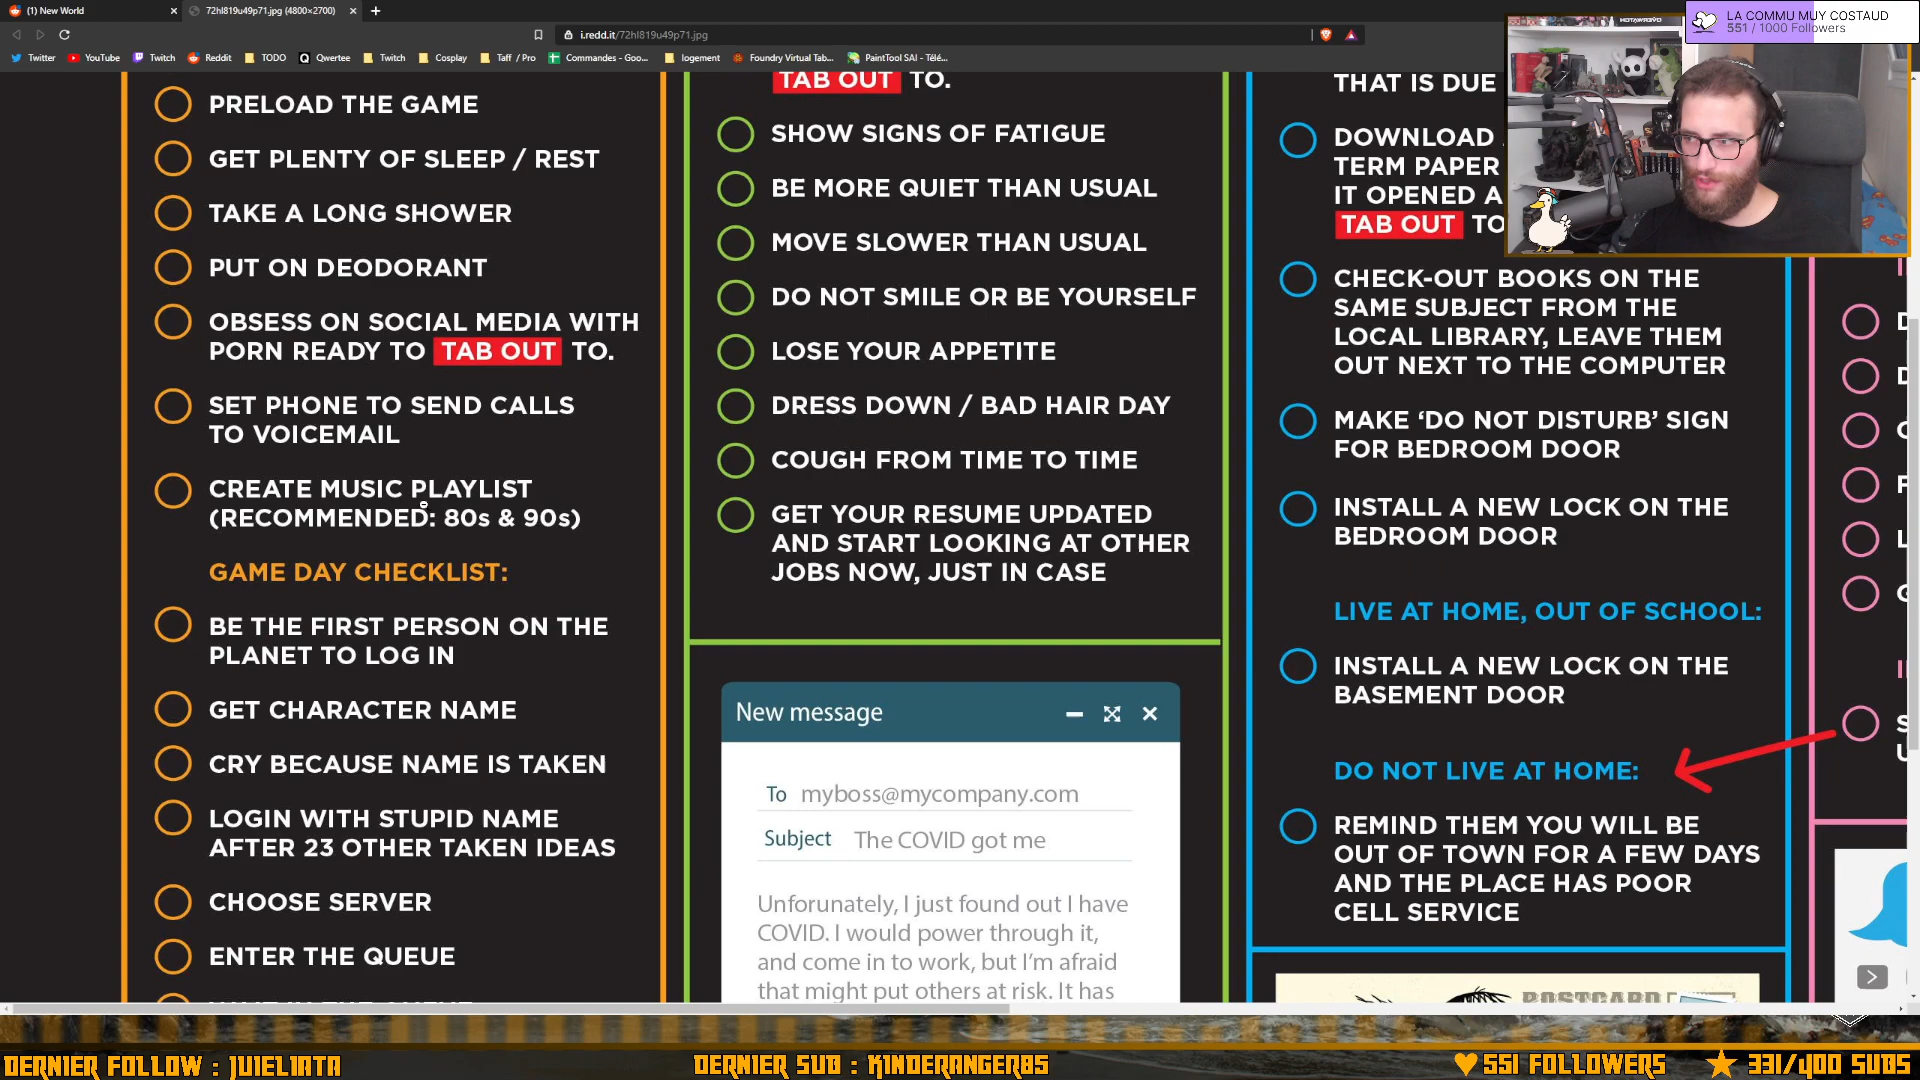 (1) New World
72hl819u49p71.jpg (4800×2700)
i.redd.it/72hl819u49p71.jpg
Twitter
YouTube
Twitch
Reddit
TODO
Qwertee
Twitch
Cosplay
Taff / Pro
Commandes - Goo...
logement
Foundry Virtual Tab...
PaintTool SAI - Télé...
LA COMMU MUY COSTAUD
551 / 1000 Followers
PRELOAD THE GAME
GET PLENTY OF SLEEP / REST
TAKE A LONG SHOWER
PUT ON DEODORANT
OBSESS ON SOCIAL MEDIA WITH
PORN READY TO TAB OUT TO.
SET PHONE TO SEND CALLS
TO VOICEMAIL
CREATE MUSIC PLAYLIST
(RECOMMENDED: 80s & 90s)
GAME DAY CHECKLIST:
BE THE FIRST PERSON ON THE
PLANET TO LOG IN
GET CHARACTER NAME
CRY BECAUSE NAME IS TAKEN
LOGIN WITH STUPID NAME
AFTER 23 OTHER TAKEN IDEAS
CHOOSE SERVER
ENTER THE QUEUE
TAB OUT TO.
SHOW SIGNS OF FATIGUE
BE MORE QUIET THAN USUAL
MOVE SLOWER THAN USUAL
DO NOT SMILE OR BE YOURSELF
LOSE YOUR APPETITE
DRESS DOWN / BAD HAIR DAY
COUGH FROM TIME TO TIME
GET YOUR RESUME UPDATED
AND START LOOKING AT OTHER
JOBS NOW, JUST IN CASE
New message
To myboss@mycompany.com
Subject The COVID got me
Unforunately, I just found out I have
COVID. I would power through it,
and come in to work, but I'm afraid
that might put others at risk. It has
THAT IS DUE
DOWNLOAD
TERM PAPER
IT OPENED A
TAB OUT TO
CHECK-OUT BOOKS ON THE
SAME SUBJECT FROM THE
LOCAL LIBRARY, LEAVE THEM
OUT NEXT TO THE COMPUTER
MAKE ‘DO NOT DISTURB’ SIGN
FOR BEDROOM DOOR
INSTALL A NEW LOCK ON THE
BEDROOM DOOR
LIVE AT HOME, OUT OF SCHOOL:
INSTALL A NEW LOCK ON THE
BASEMENT DOOR
DO NOT LIVE AT HOME:
REMIND THEM YOU WILL BE
OUT OF TOWN FOR A FEW DAYS
AND THE PLACE HAS POOR
CELL SERVICE
POSTCARD
DERNIER FOLLOW : JUIEL1ATA
DERNIER SUB : KINDERANGER85
551 FOLLOWERS
331/400 SUBS